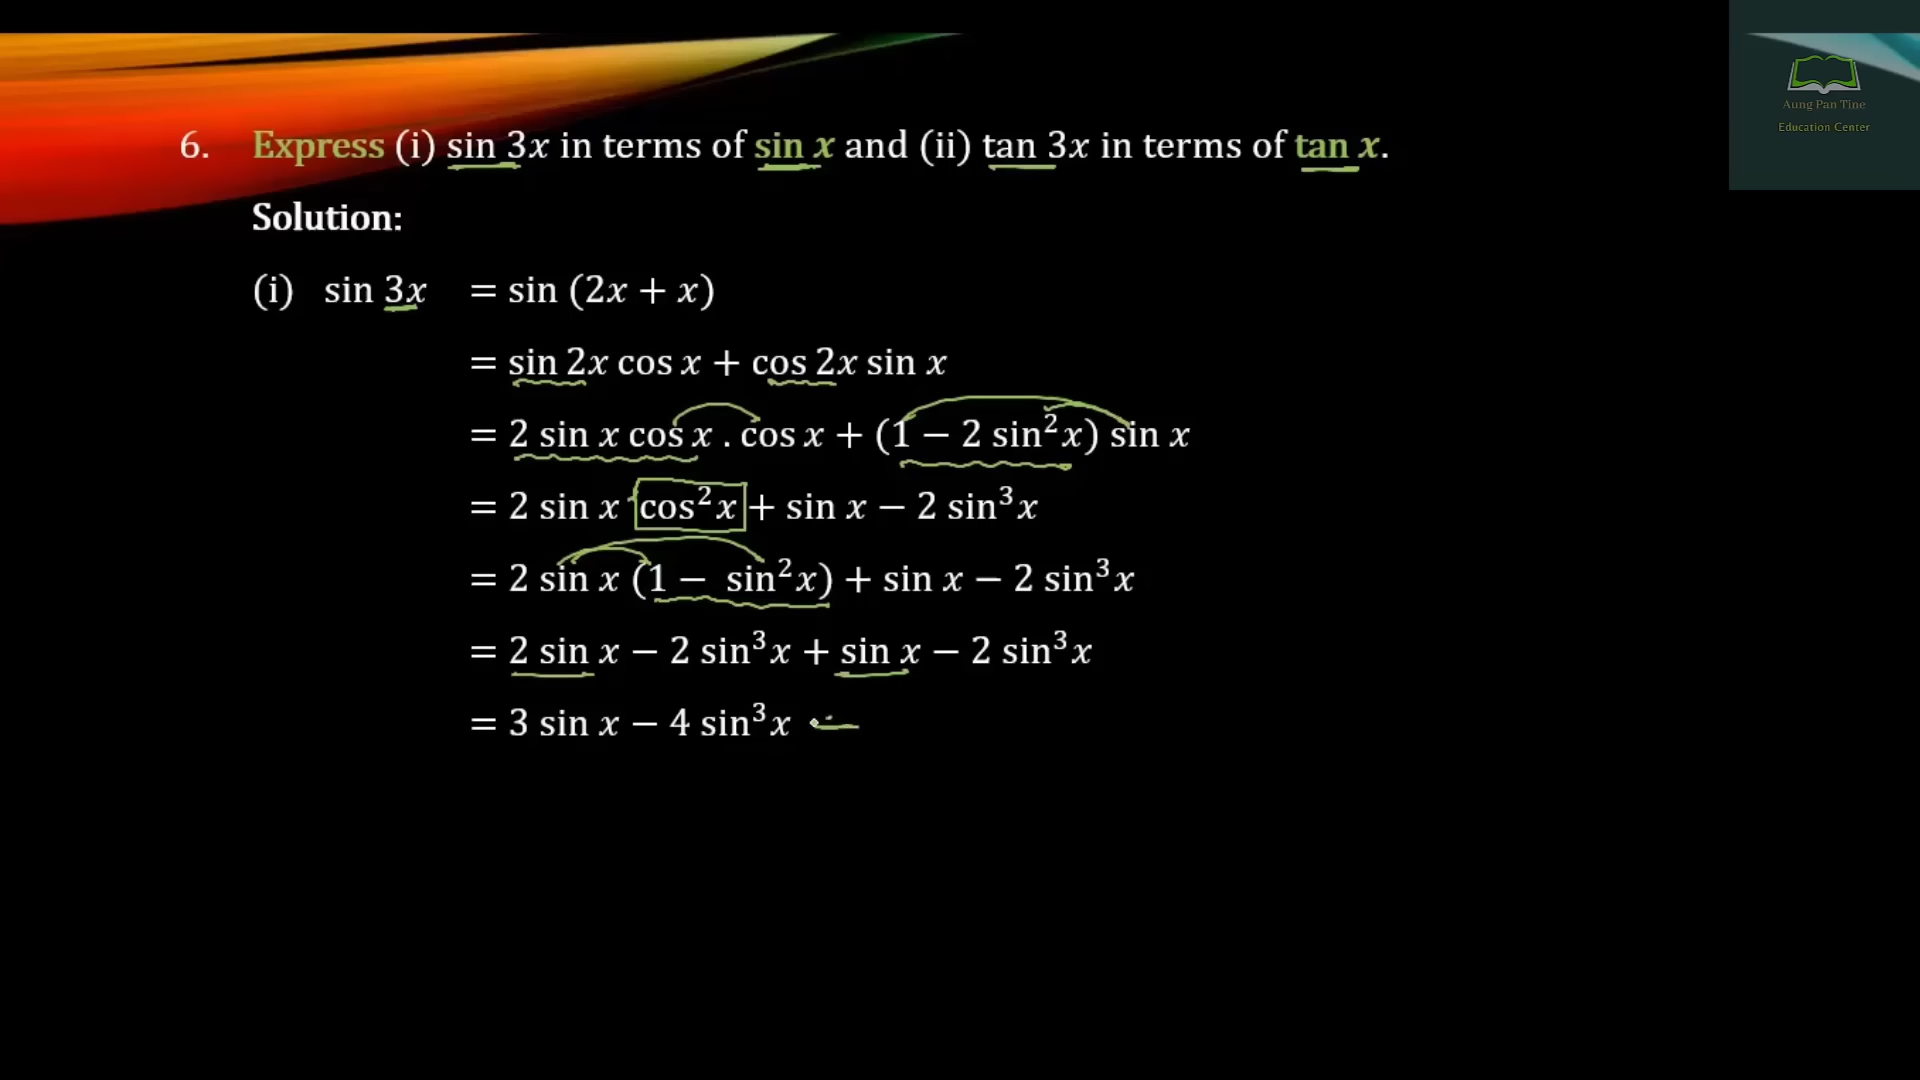 Aung Pan Tine
Education Center
6. Express (i) sin 3x in terms of sin x and (ii) tan 3x in terms of tan x.
Solution:
(i) sin 3x = sin (2x + x)
= sin 2x cos x + cos 2x sin x
= 2 sin x cos x . cos x + (1 − 2 sin²x) sin x
= 2 sin x cos²x + sin x − 2 sin³x
= 2 sin x (1 − sin²x) + sin x − 2 sin³x
= 2 sin x − 2 sin³x + sin x − 2 sin³x
= 3 sin x − 4 sin³x